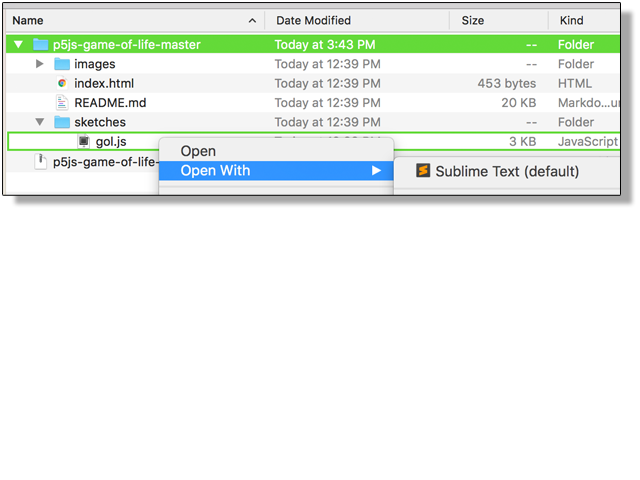 Name Date Modified Size Kind
p5js-game-of-life-master Today at 3:43 PM -- Folder
images Today at 12:39 PM -- Folder
index.html Today at 12:39 PM 453 bytes HTML
README.md Today at 12:39 PM 20 KB Markdo...
sketches Today at 12:39 PM -- Folder
gol.js 3 KB JavaScript
Open
p5js-game-of-life-
Open With Sublime Text (default)